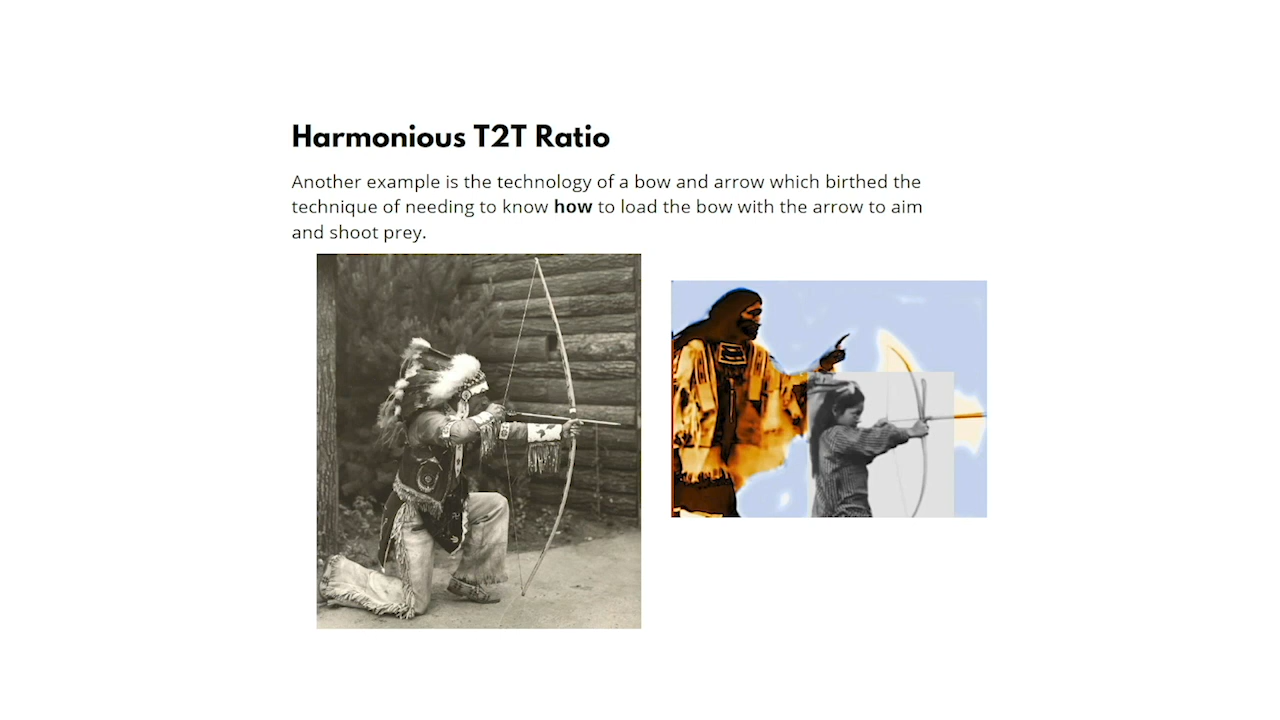 Harmonious T2T Ratio
Another example is the technology of a bow and arrow which birthed the
technique of needing to know how to load the bow with the arrow to aim
and shoot prey.